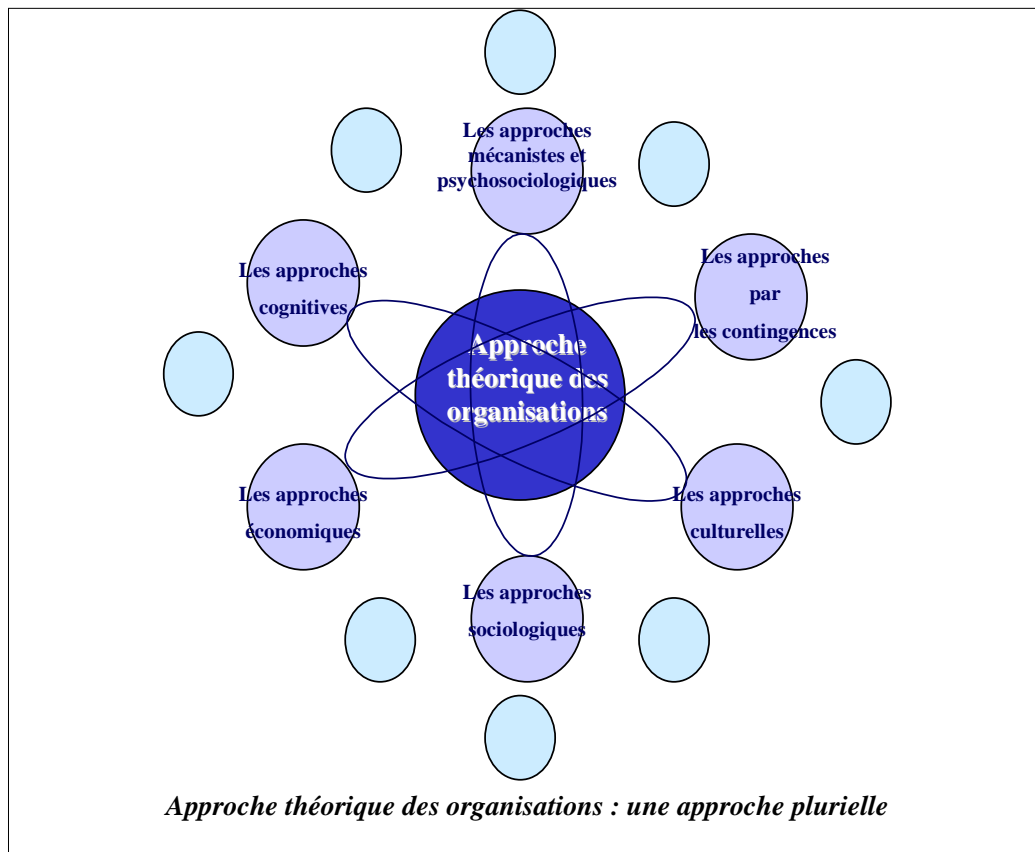 Les approches
mécanistes et
psychosociologiques
Les approches
cognitives
Les approches
par
les contingences
Approche
théorique des
organisations
Les approches
économiques
Les approches
culturelles
Les approches
sociologiques
Approche théorique des organisations : une approche plurielle